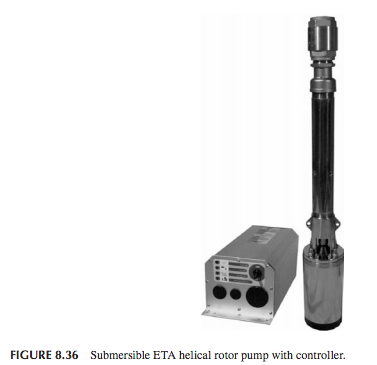 FIGURE 8.36 Submersible ETA helical rotor pump with controller.